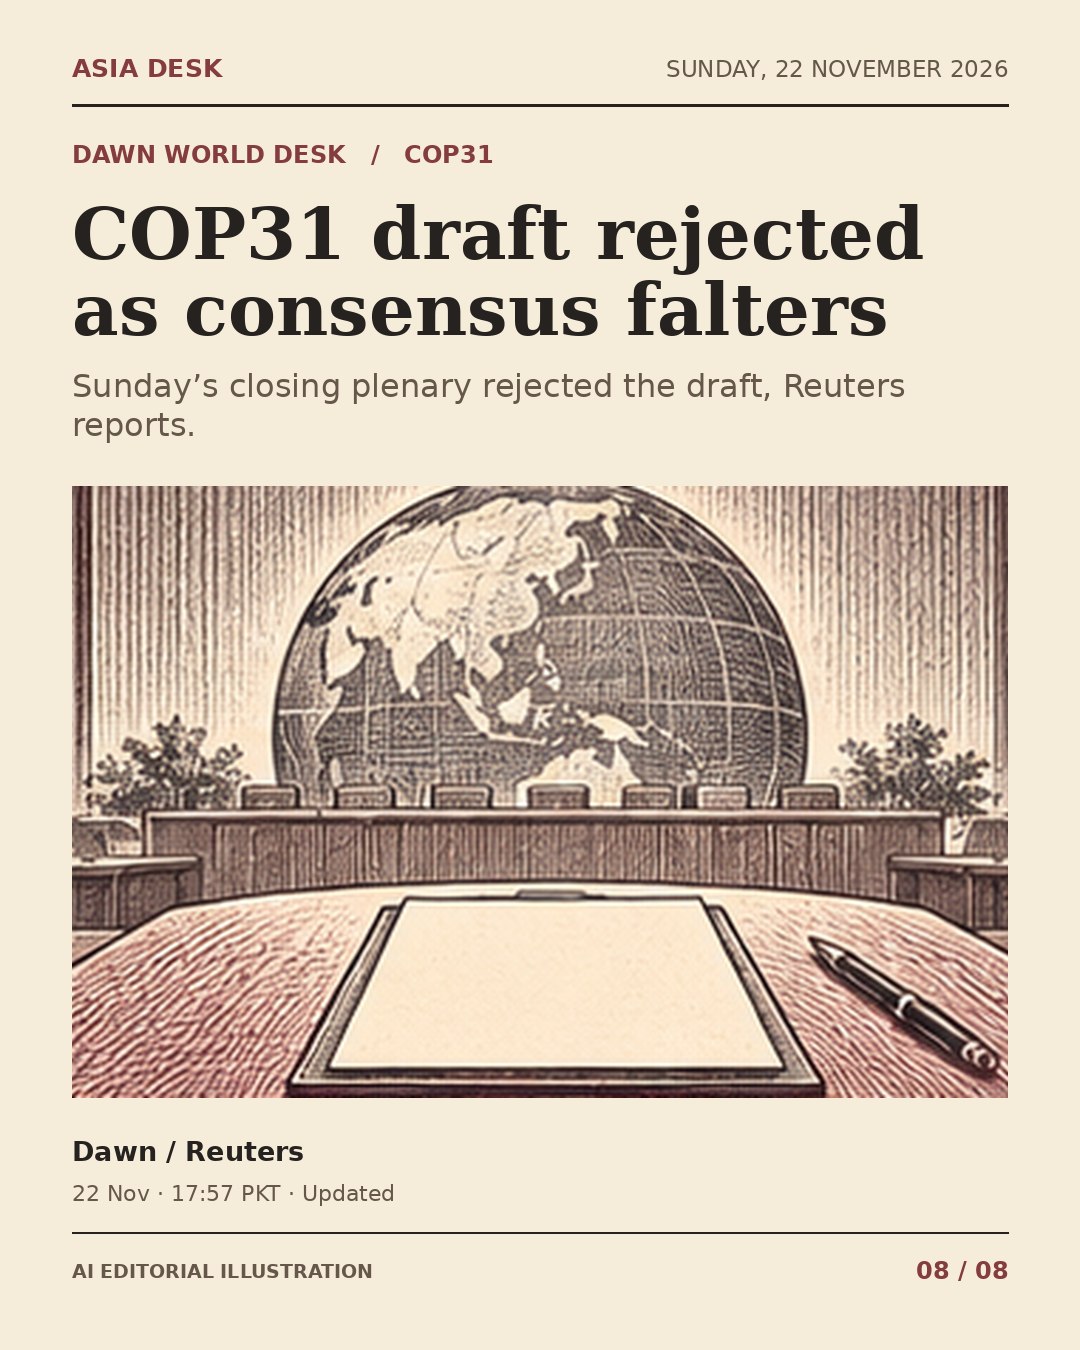 ASIA DESK
SUNDAY, 22 NOVEMBER 2026
DAWN WORLD DESK / COP31
COP31 draft rejected
as consensus falters
Sunday’s closing plenary rejected the draft, Reuters
reports.
Dawn / Reuters
22 Nov · 17:57 PKT · Updated
AI EDITORIAL ILLUSTRATION
08 / 08